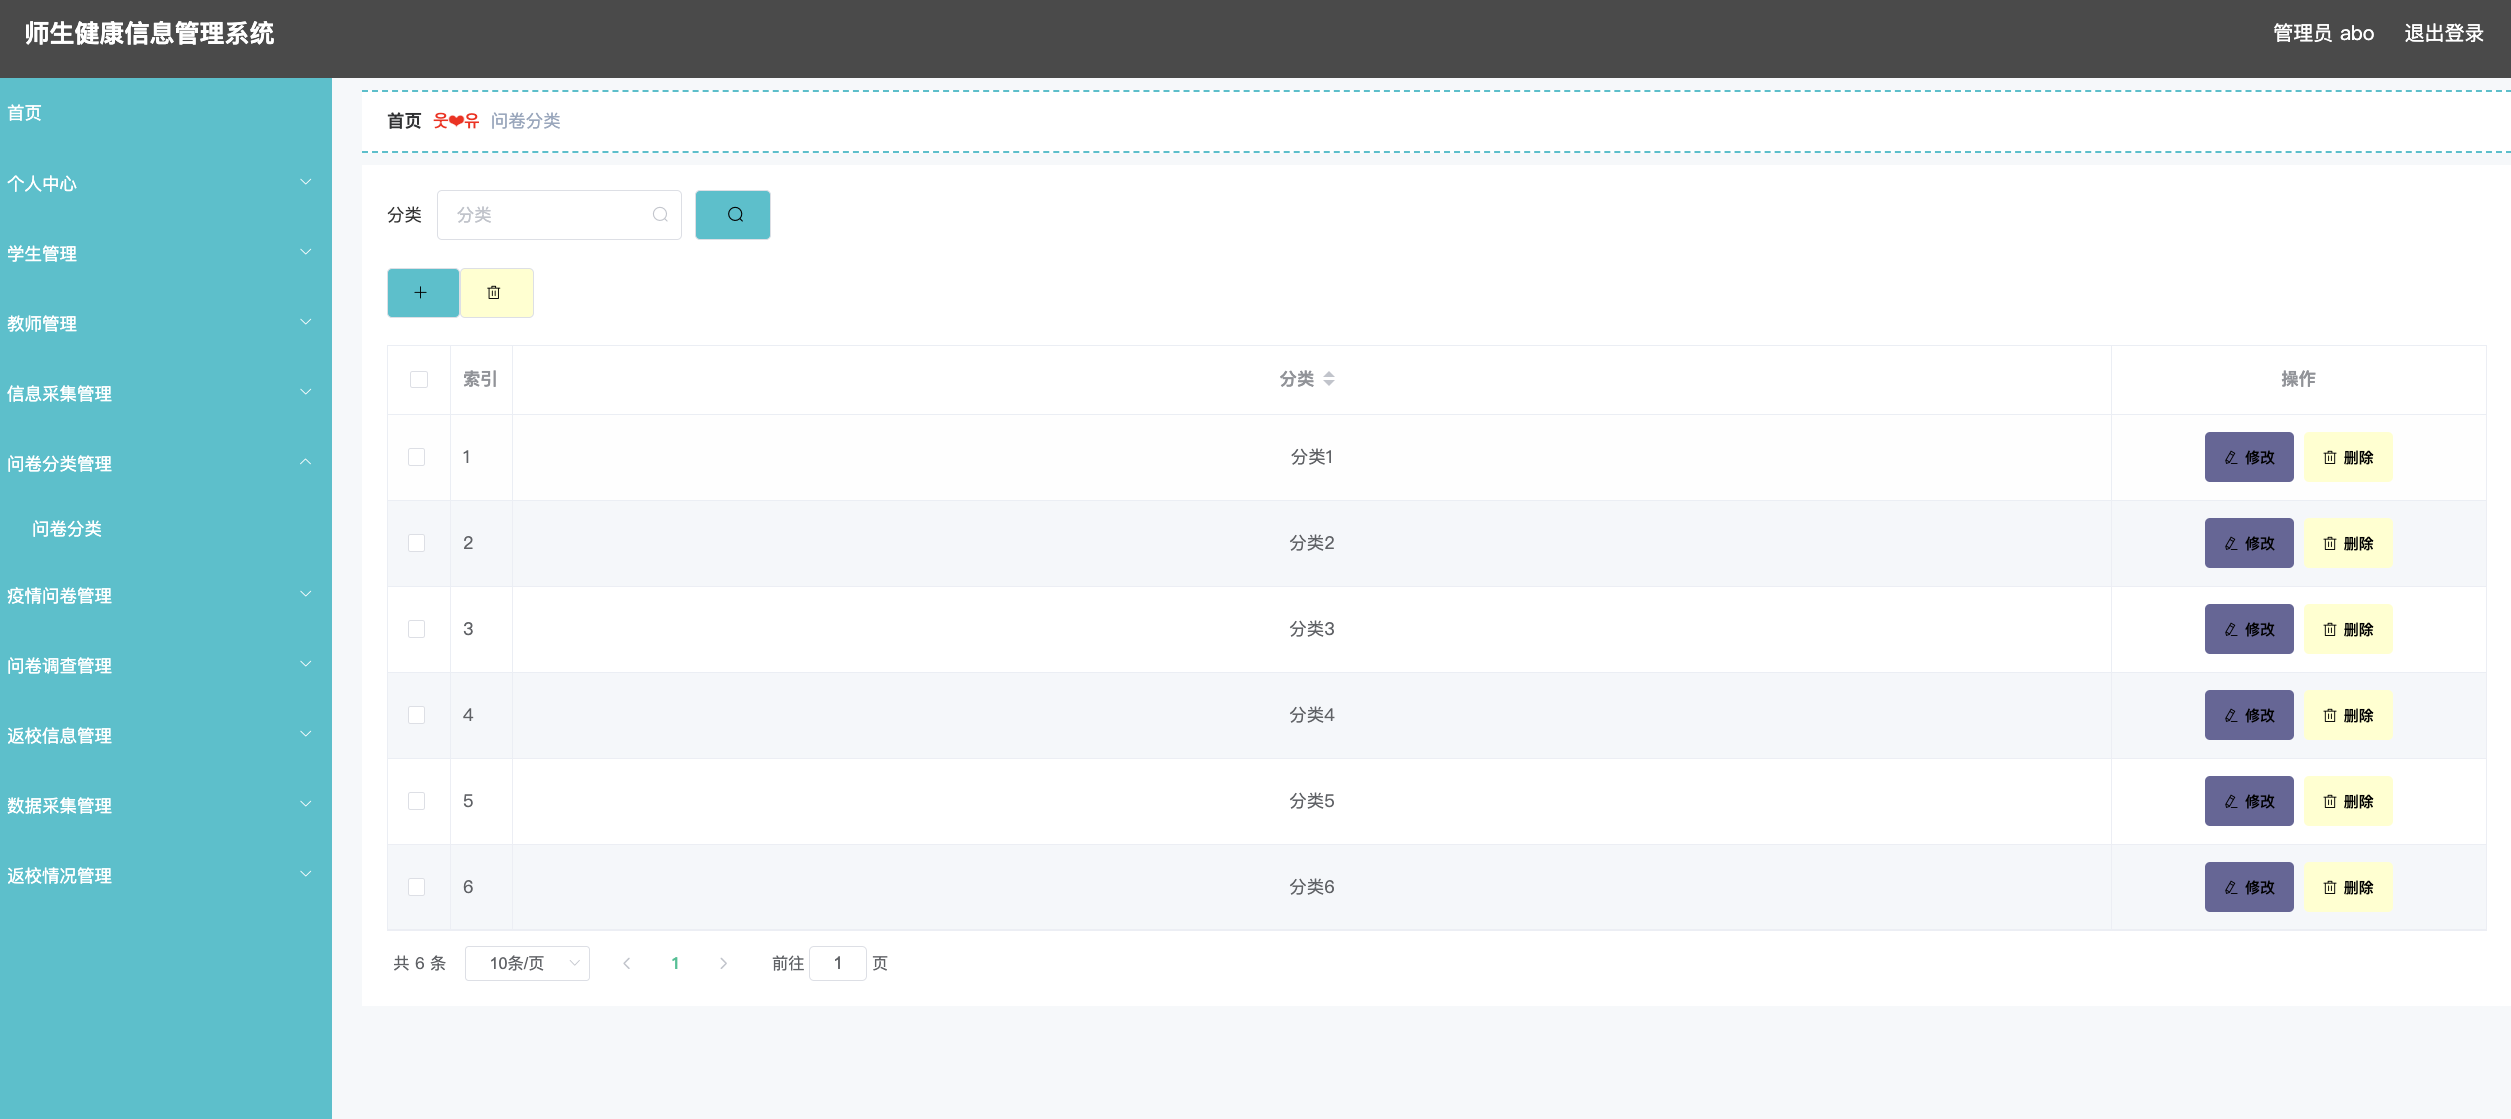 师生健康信息管理系统
管理员 abo 退出登录
首页
个人中心
学生管理
教师管理
信息采集管理
问卷分类管理
问卷分类
疫情问卷管理
问卷调查管理
返校信息管理
数据采集管理
返校情况管理
首页 웃❤유 问卷分类
分类 分类
索引 分类 操作
1 分类1 修改 删除
2 分类2 修改 删除
3 分类3 修改 删除
4 分类4 修改 删除
5 分类5 修改 删除
6 分类6 修改 删除
共 6 条 10条/页 1 前往 1 页